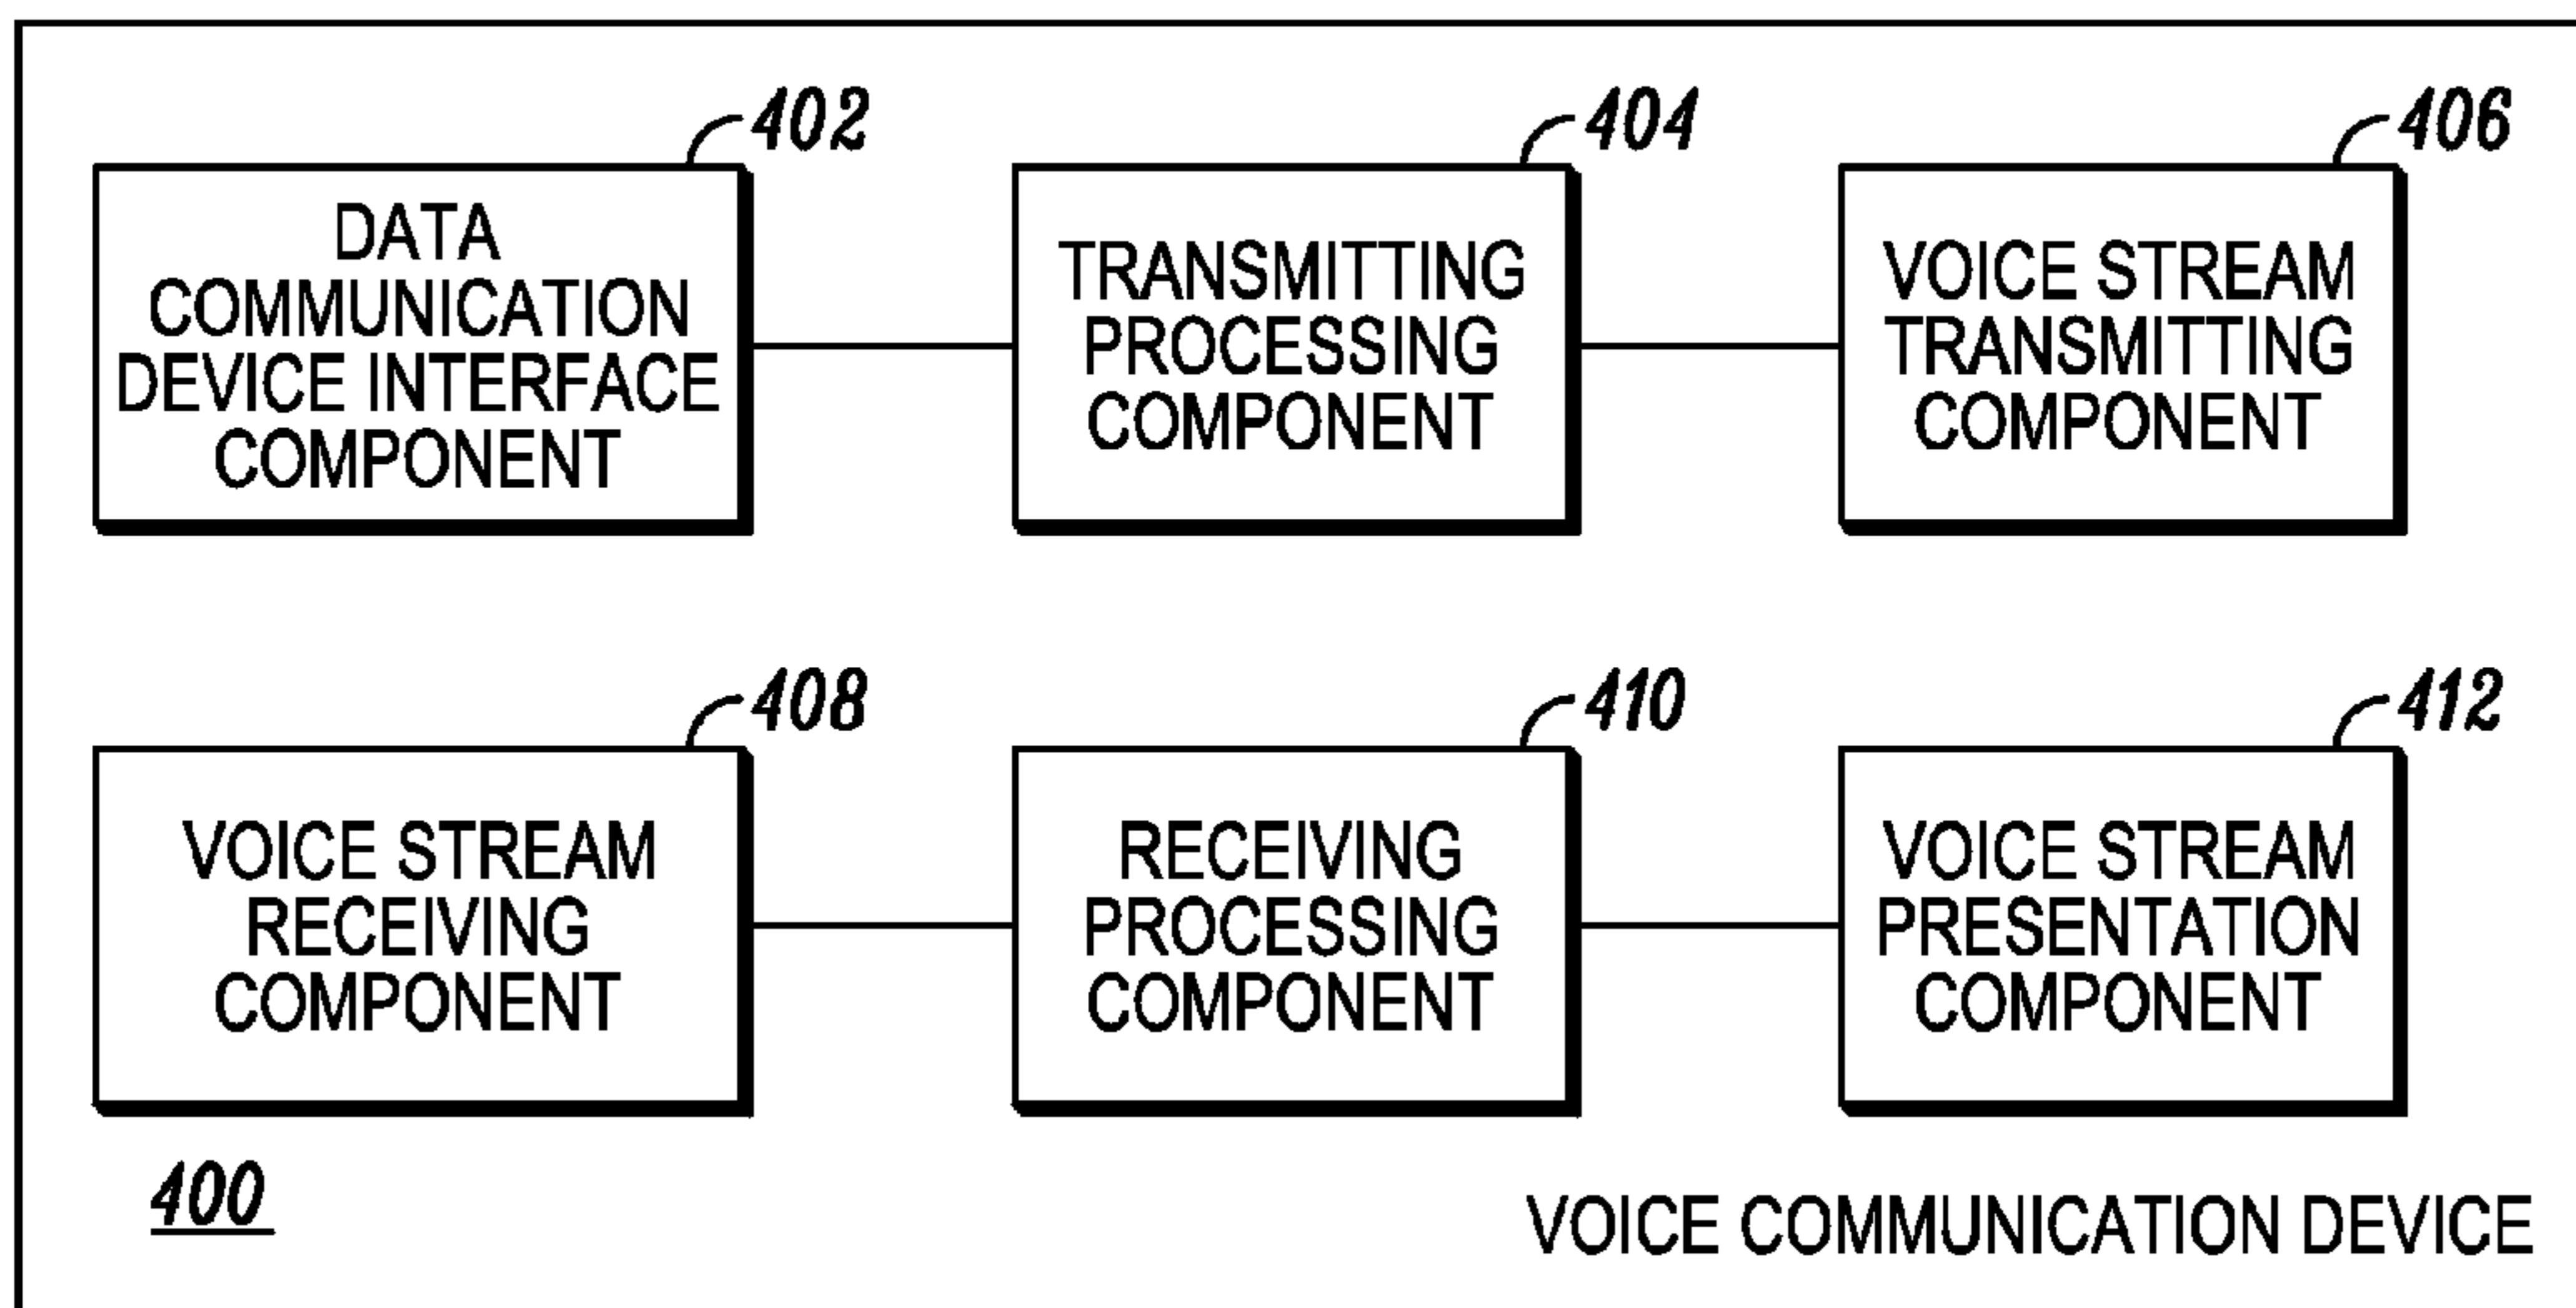 402
404
406
DATA
COMMUNICATION
DEVICE INTERFACE
COMPONENT
TRANSMITTING
PROCESSING
COMPONENT
VOICE STREAM
TRANSMITTING
COMPONENT
408
410
412
VOICE STREAM
RECEIVING
COMPONENT
RECEIVING
PROCESSING
COMPONENT
VOICE STREAM
PRESENTATION
COMPONENT
400
VOICE COMMUNICATION DEVICE